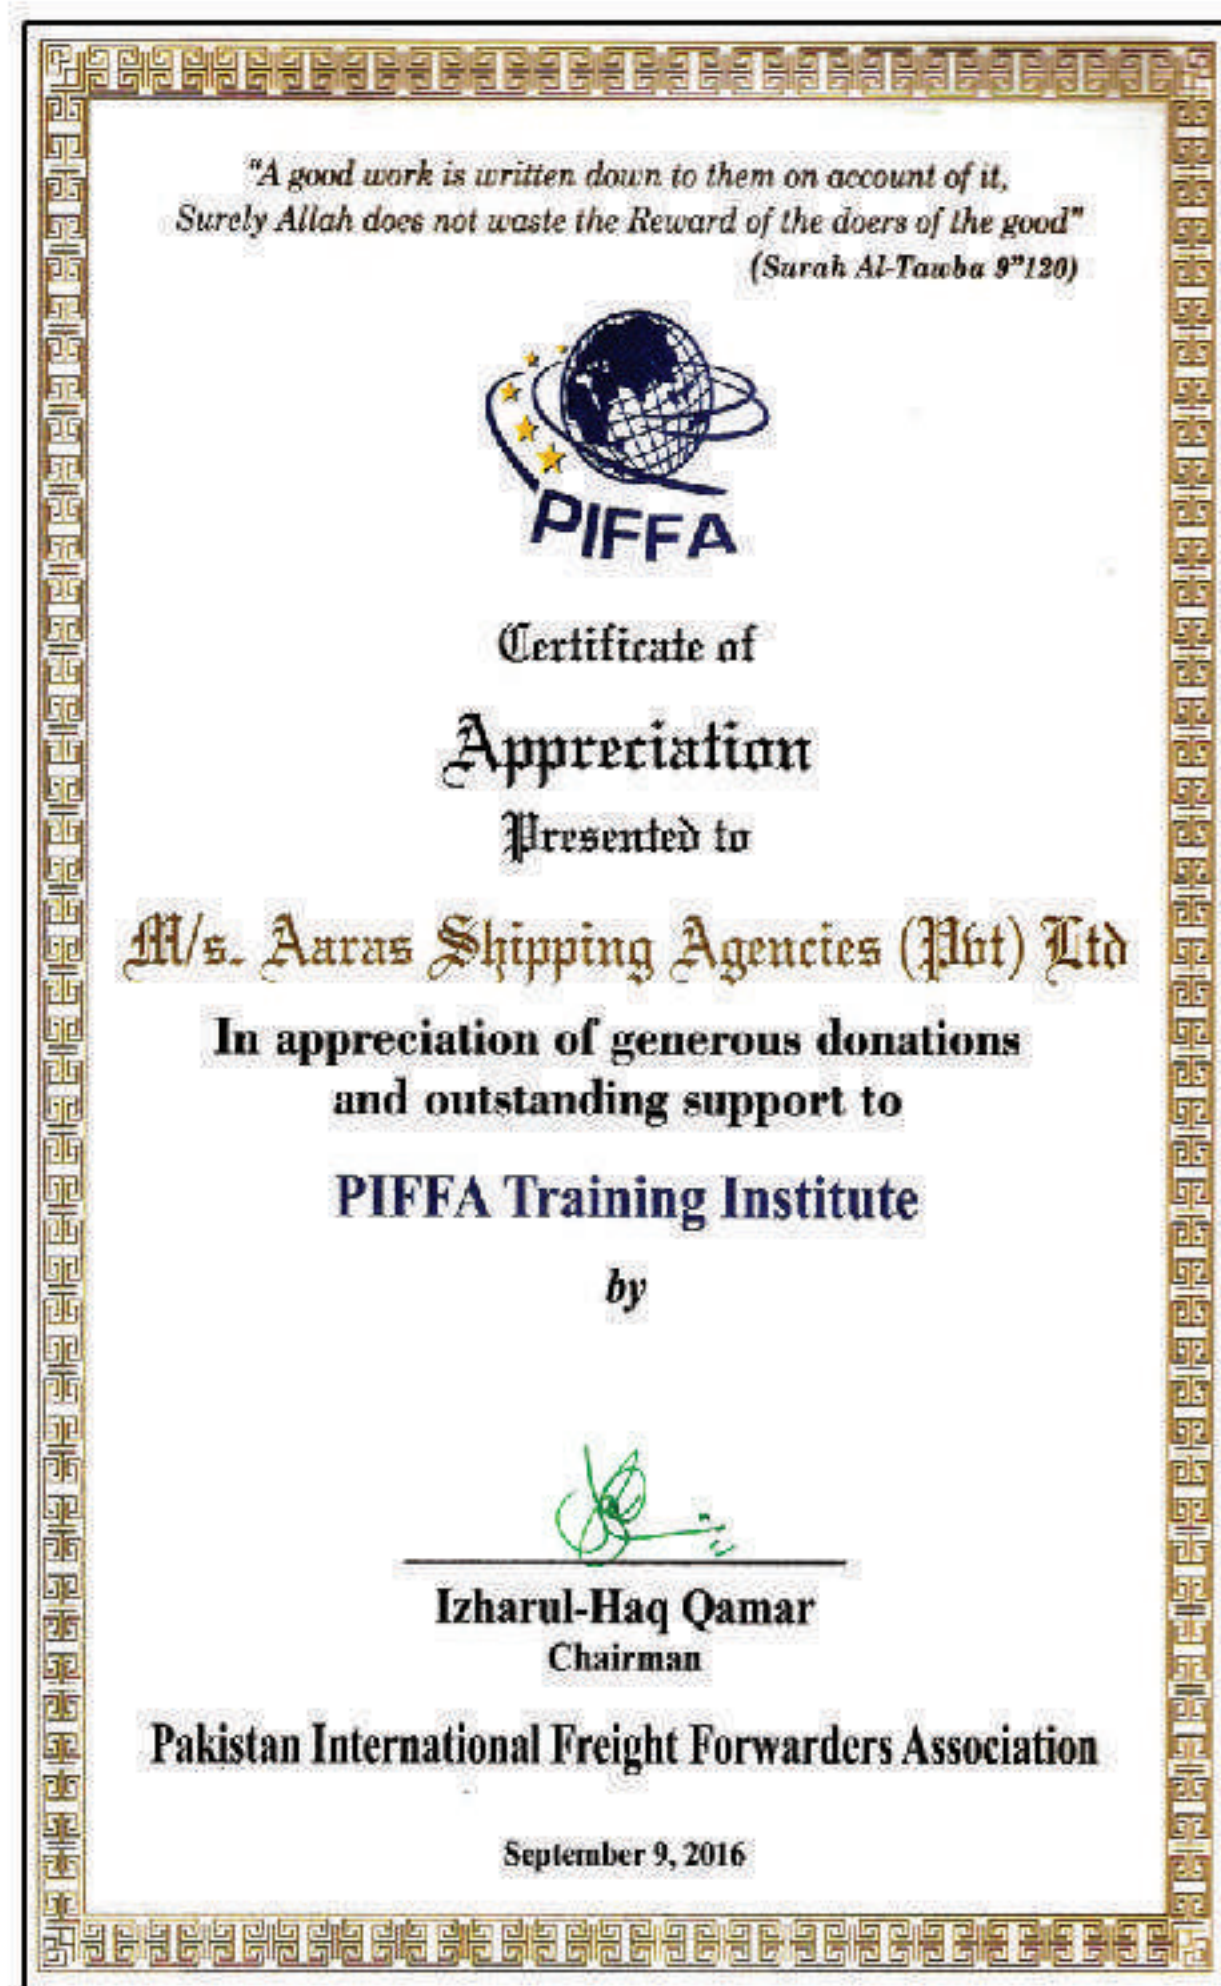 "A good work is written down to them on account of it,
Surely Allah does not waste the Reward of the doers of the good"
(Surah Al-Tawba 9"120)
PIFFA
Certificate of
Appreciation
Presented to
M/s. Aaras Shipping Agencies (Pvt) Ltd
In appreciation of generous donations
and outstanding support to
PIFFA Training Institute
by
Izharul-Haq Qamar
Chairman
Pakistan International Freight Forwarders Association
September 9, 2016